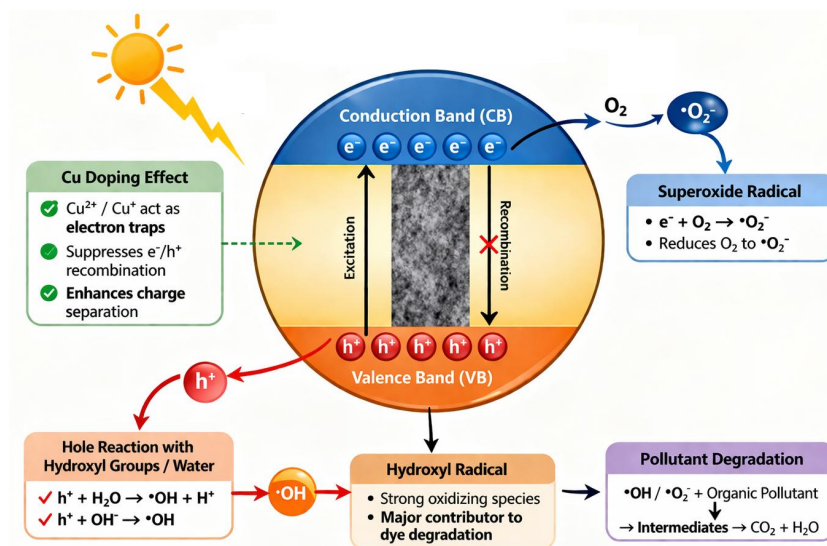 Conduction Band (CB)
e⁻ e⁻ e⁻ e⁻ e⁻
O₂
•O₂⁻
Cu Doping Effect
Cu²⁺ / Cu⁺ act as
electron traps
Suppresses e⁻/h⁺
recombination
Enhances charge
separation
Excitation
Recombination
Superoxide Radical
• e⁻ + O₂ → •O₂⁻
• Reduces O₂ to •O₂⁻
h⁺ h⁺ h⁺ h⁺ h⁺
Valence Band (VB)
h⁺
Hole Reaction with
Hydroxyl Groups / Water
✓ h⁺ + H₂O → •OH + H⁺
✓ h⁺ + OH⁻ → •OH
•OH
Hydroxyl Radical
• Strong oxidizing species
• Major contributor to
dye degradation
Pollutant Degradation
•OH / •O₂⁻ + Organic Pollutant
↓
→ Intermediates → CO₂ + H₂O